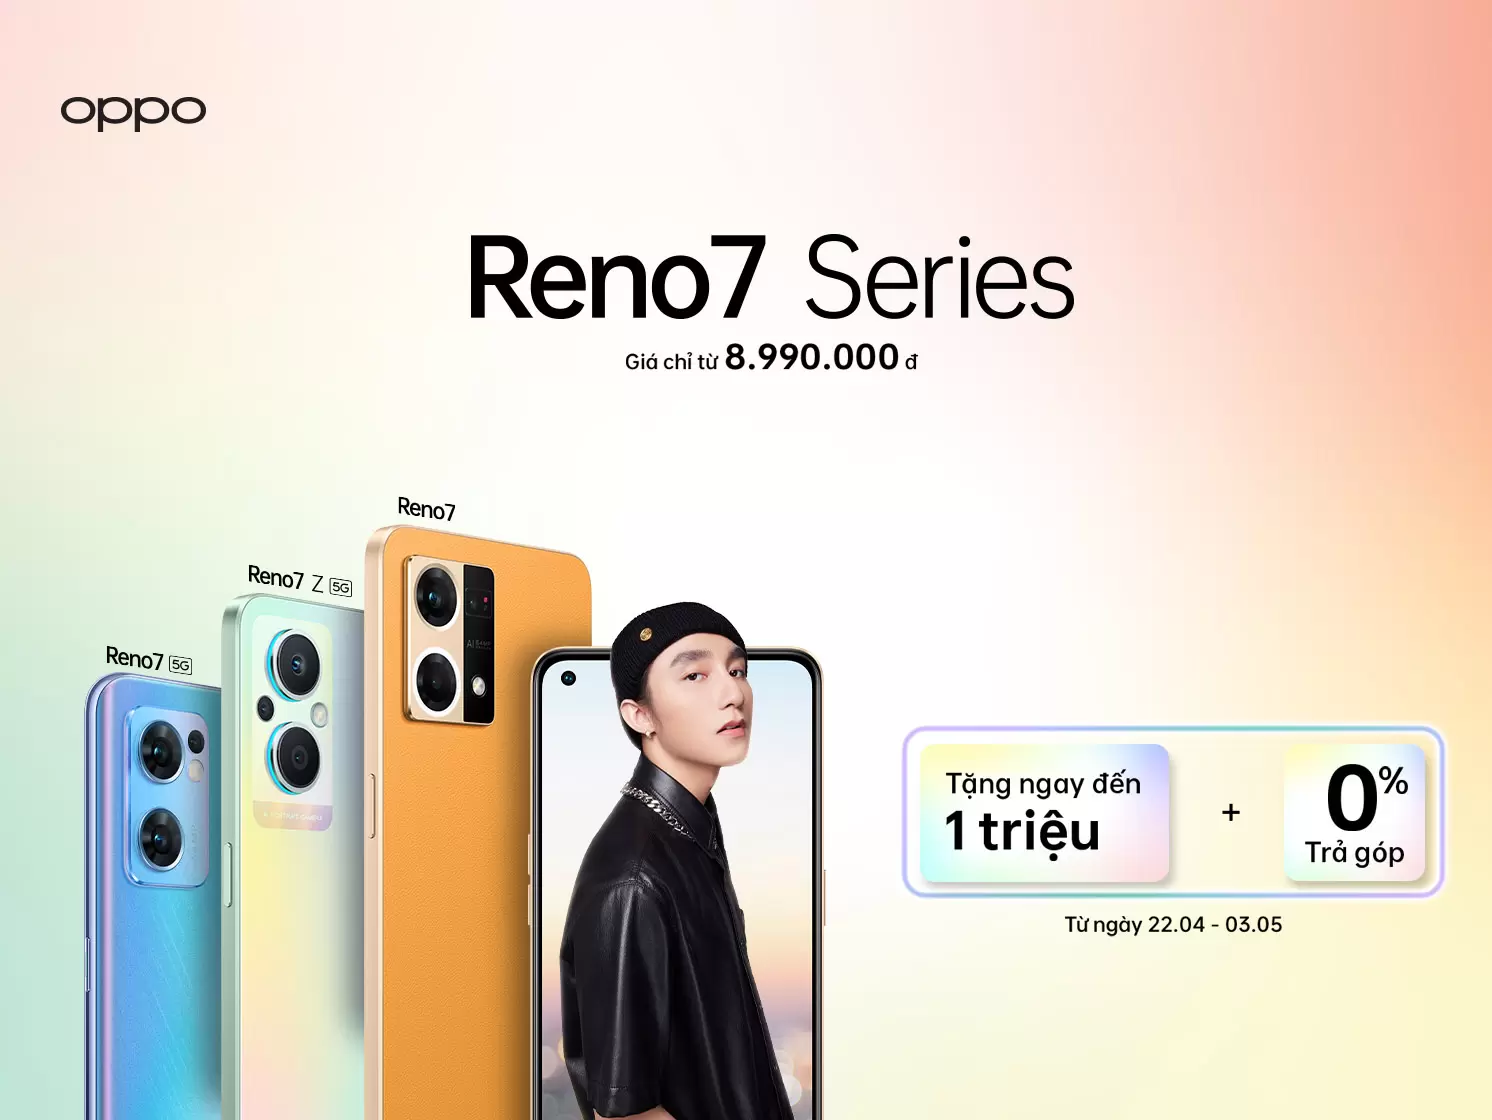 oppo
Reno7 Series
Giá chỉ từ 8.990.000 đ
Reno7
Reno7 Z 5G
Reno7 5G
Tặng ngay đến
1 triệu
+
0%
Trả góp
Từ ngày 22.04 - 03.05